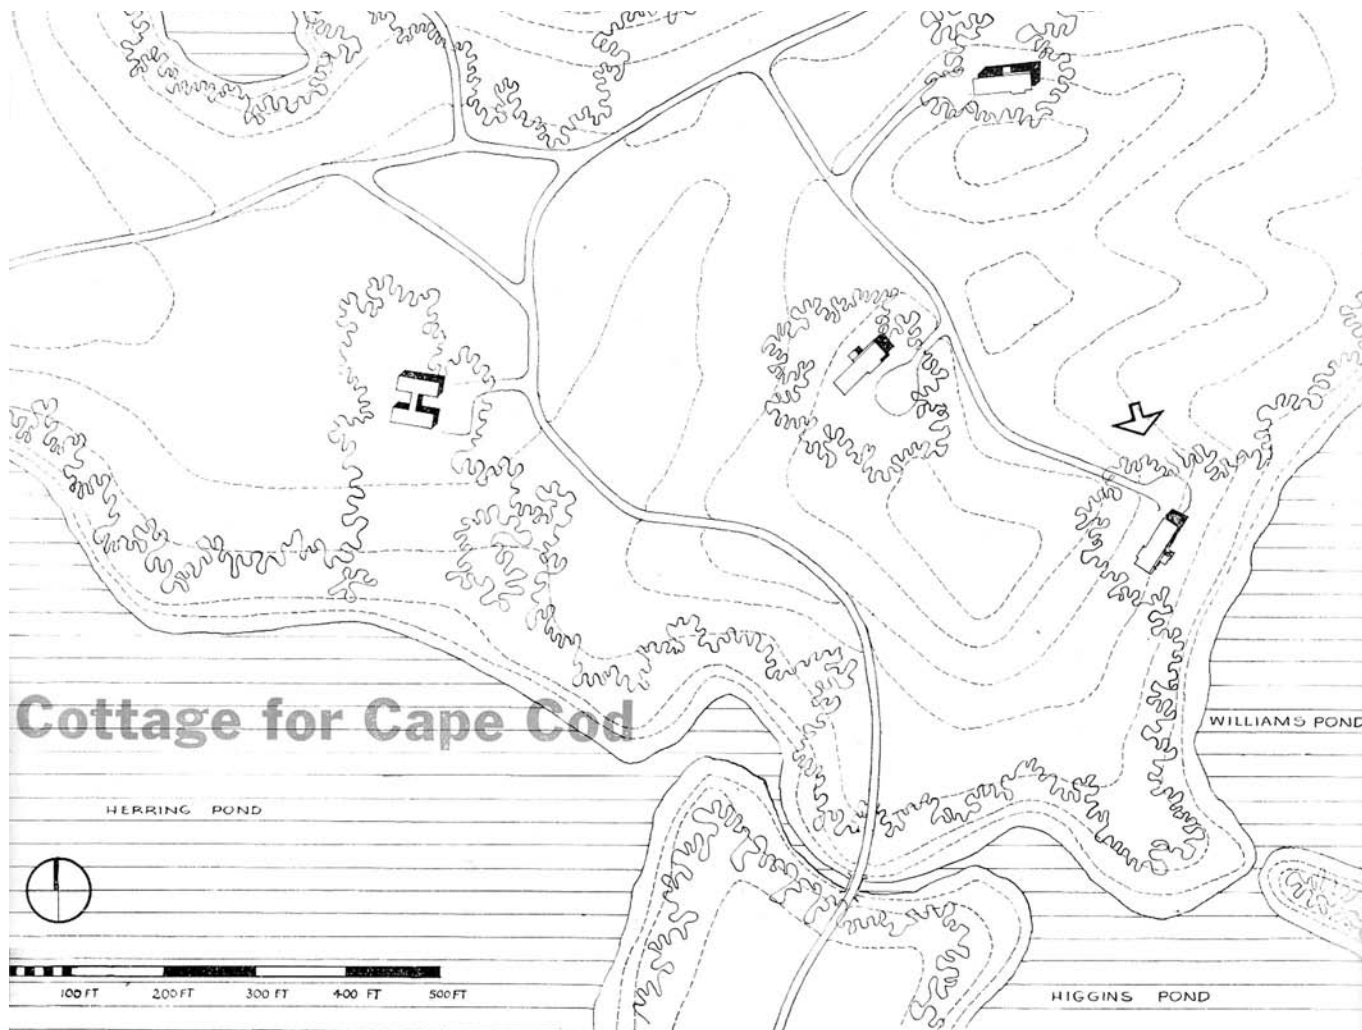 WILLIAMS POND
Cottage for Cape Cod
HERRING POND
100 FT 200 FT 300 FT 400 FT 500 FT
HIGGINS POND